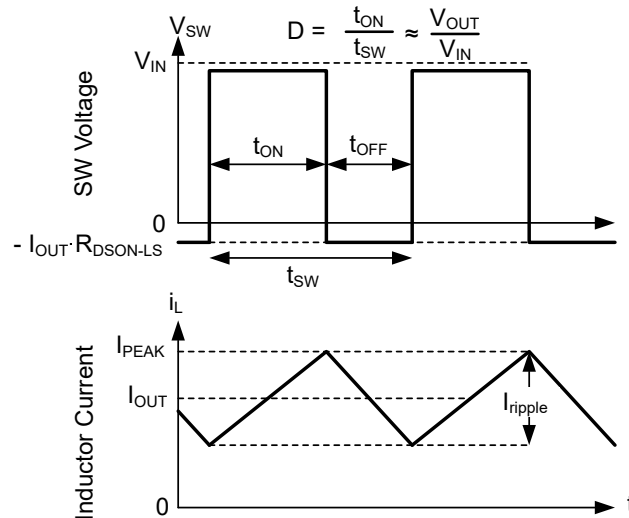 V_SW
D = t_ON / t_SW ≈ V_OUT / V_IN
V_IN
SW Voltage
t_ON
t_OFF
0
- I_OUT·R_DSON-LS
t_SW
i_L
I_PEAK
Inductor Current
I_OUT
I_ripple
0
t